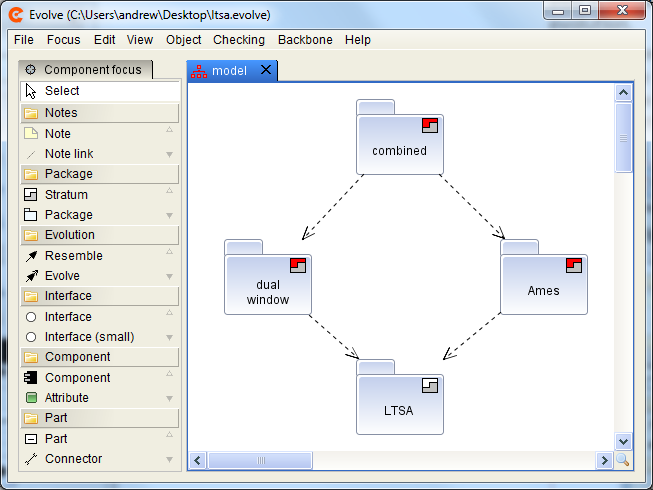 Evolve (C:\Users\andrew\Desktop\ltsa.evolve)
File Focus Edit View Object Checking Backbone Help
Component focus
Select
Notes
Note
Note link
Package
Stratum
Package
Evolution
Resemble
Evolve
Interface
Interface
Interface (small)
Component
Component
Attribute
Part
Part
Connector
model
combined
dual
window
Ames
LTSA